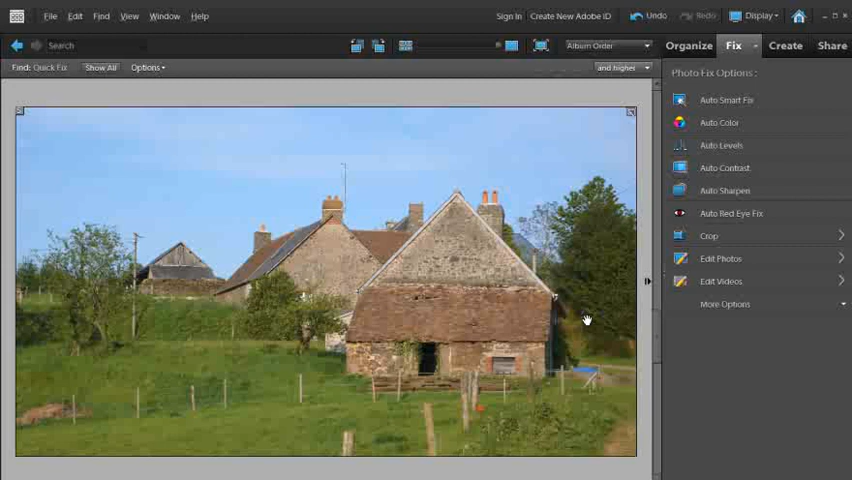 File Edit Find View Window Help Sign In Create New Adobe ID Undo Redo Display
Search Album Order Organize Fix Create Share
Find: Quick Fix Show All Options and higher
Photo Fix Options :
Auto Smart Fix
Auto Color
Auto Levels
Auto Contrast
Auto Sharpen
Auto Red Eye Fix
Crop
Edit Photos
Edit Videos
More Options